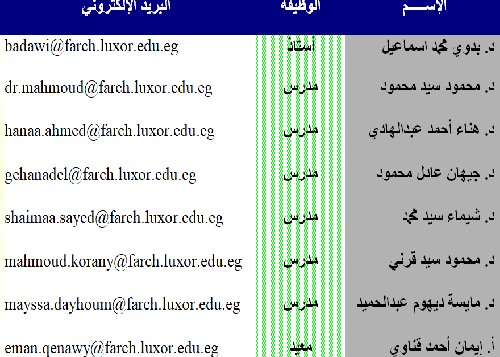 الإســـم الوظيفة البريد الإلكتروني
د. بدوي محمد اسماعيل أستاذ badawi@farch.luxor.edu.eg
د. محمود سيد محمود مدرس dr.mahmoud@farch.luxor.edu.eg
د. هناء أحمد عبدالهادي مدرس hanaa.ahmed@farch.luxor.edu.eg
د. جيهان عادل محمود مدرس gehanadel@farch.luxor.edu.eg
د. شيماء سيد محمد مدرس shaimaa.sayed@farch.luxor.edu.eg
د. محمود سيد قرني مدرس mahmoud.korany@farch.luxor.edu.eg
د. مايسة ديهوم عبدالحميد مدرس mayssa.dayhoum@farch.luxor.edu.eg
أ. إيمان أحمد قناوي معيد eman.qenawy@farch.luxor.edu.eg